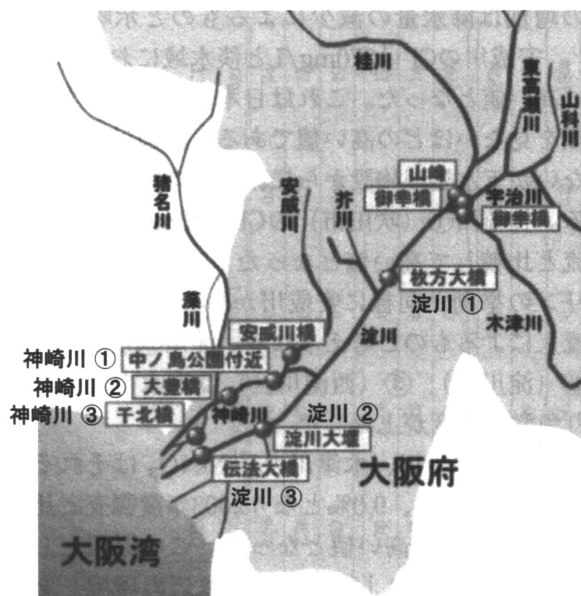 桂川
東高瀬川
山科川
山崎
御幸橋
宇治川
御幸橋
猪名川
安威川
芥川
枚方大橋
淀川 ①
木津川
藻川
安威川橋
淀川
神崎川 ① 中ノ島公園付近
神崎川 ② 大豊橋
神崎川 ③ 千北橋
神崎川
淀川 ②
淀川大堰
伝法大橋
淀川 ③
大阪府
大阪湾